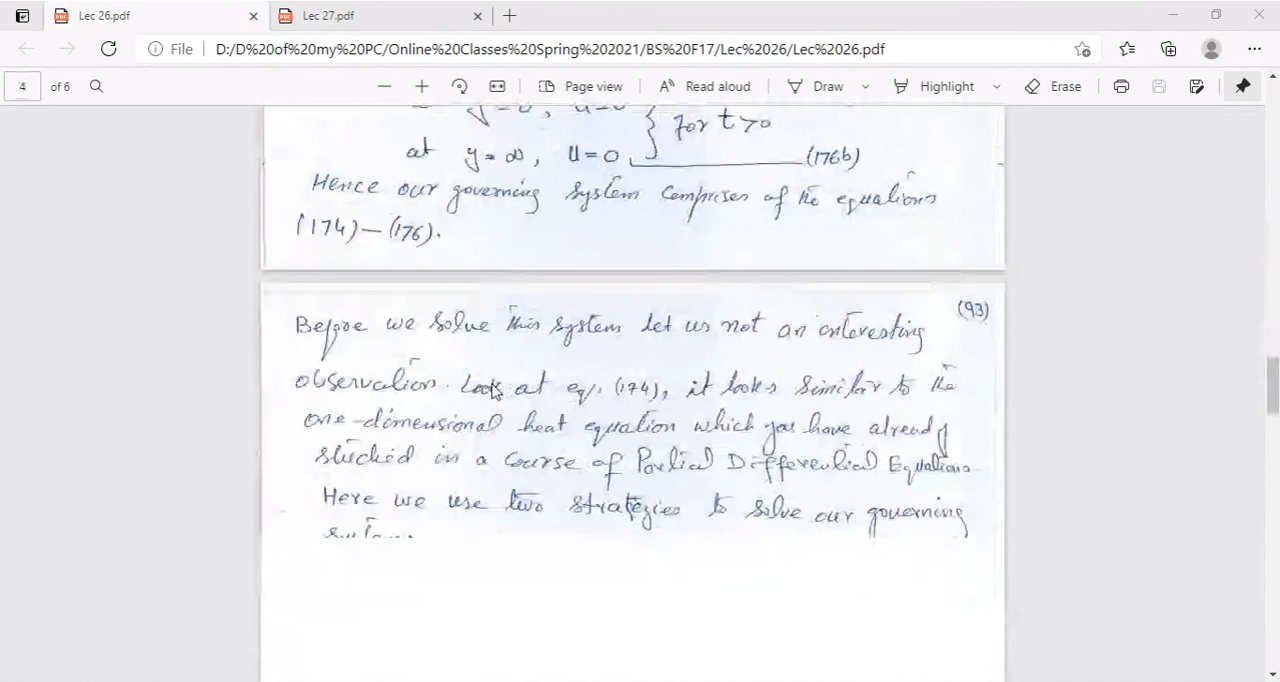 Lec 26.pdf
Lec 27.pdf
File D:/D%20of%20my%20PC/Online%20Classes%20Spring%202021/BS%20F17/Lec%2026/Lec%2026.pdf
4 of 6 Page view Read aloud Draw Highlight Erase
for t>0
at y=∞, u=0 (176b)
Hence our governing system comprises of the equations
(174)—(176).
(93)
Before we solve this system let us not an interesting
observation. Look at eq. (174), it looks similar to the
one-dimensional heat equation which you have already
studied in a course of Partial Differential Equations
Here we use two strategies to solve our governing